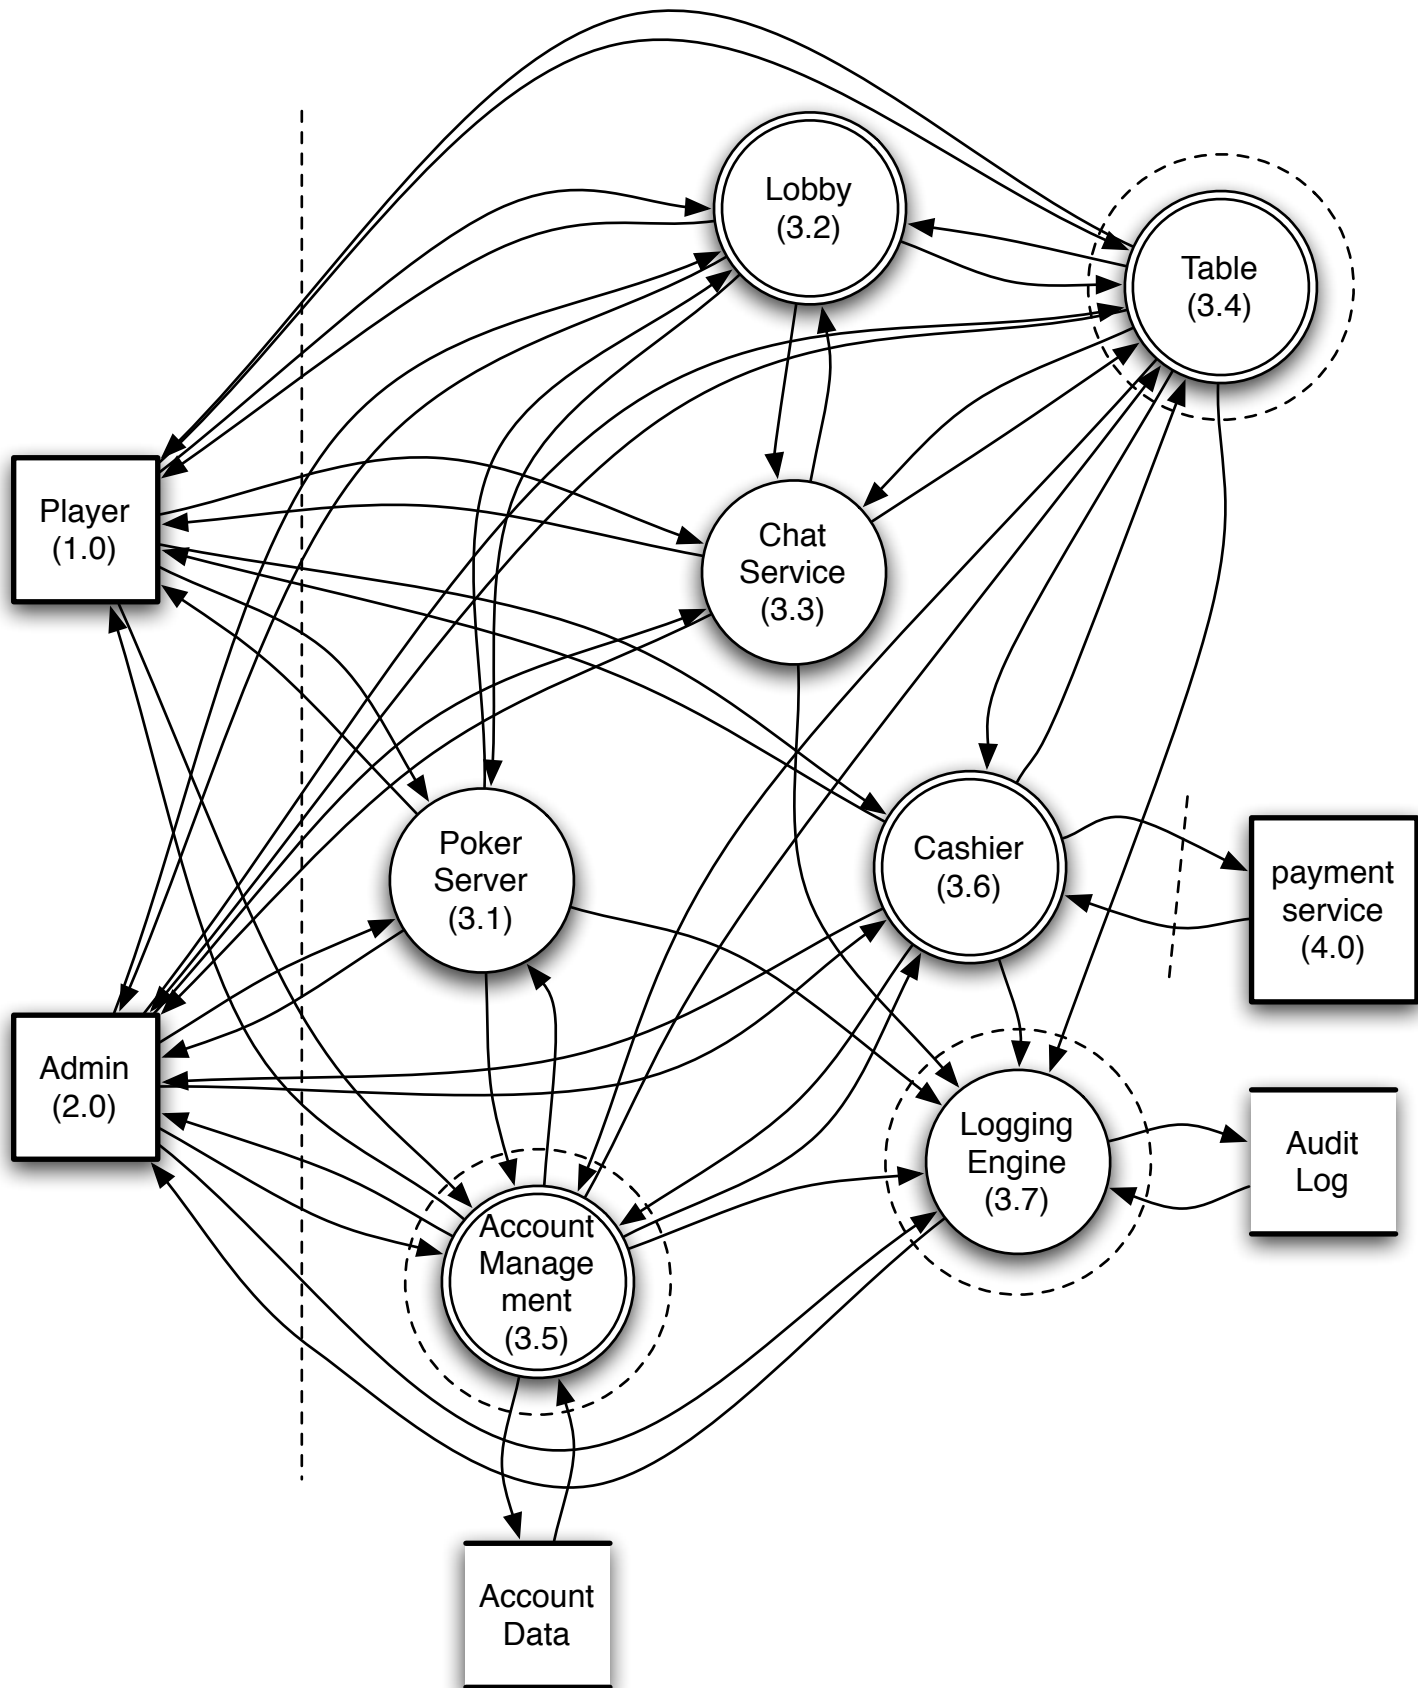 Lobby
(3.2)
Table
(3.4)
Player
(1.0)
Chat
Service
(3.3)
Poker
Server
(3.1)
Cashier
(3.6)
payment
service
(4.0)
Admin
(2.0)
Logging
Engine
(3.7)
Audit
Log
Account
Manage
ment
(3.5)
Account
Data